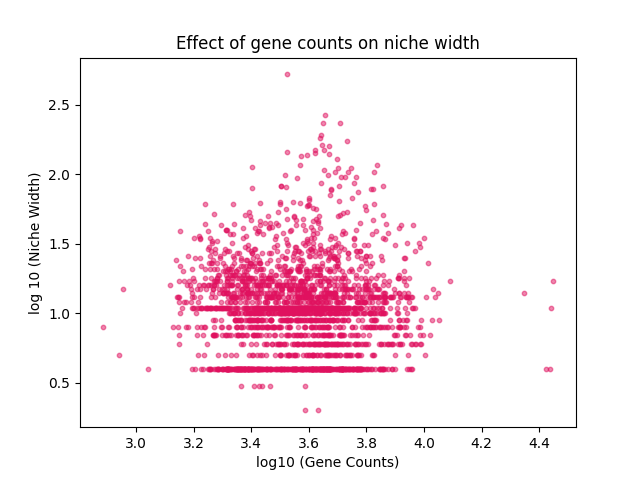 Effect of gene counts on niche width
2.5
2.0
1.5
1.0
0.5
log 10 (Niche Width)
3.0 3.2 3.4 3.6 3.8 4.0 4.2 4.4
log10 (Gene Counts)